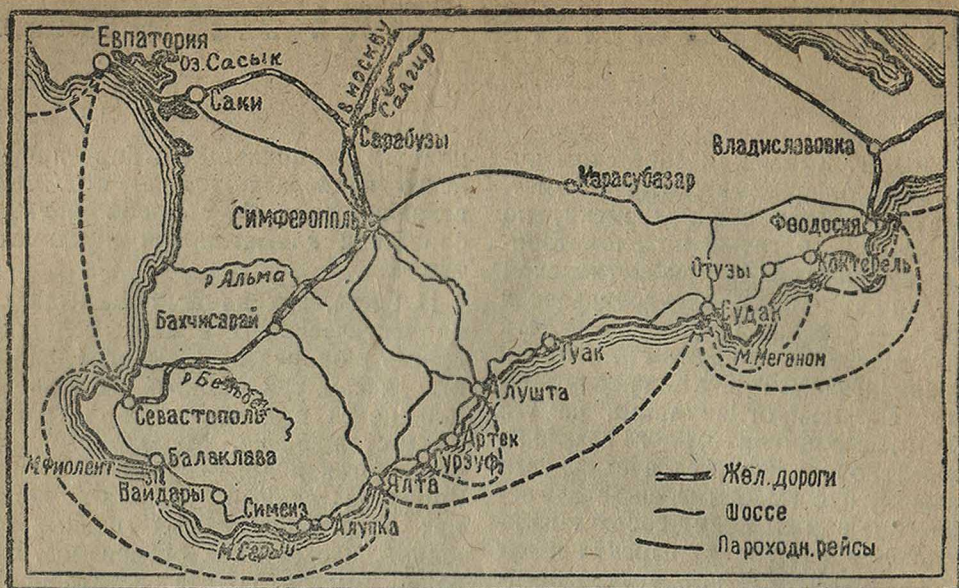 Евпатория
оз. Сасык
Саки
в москву
Салгир
Сарабузы
Владиславовка
Карасубазар
Симферополь
Феодосия
Отузы
Коктебель
р Альма
Бахчисарай
Судак
М. Меганом
Туак
р Бельбек
Алушта
Севастополь
Артек
Гурзуф
М. Фиолент
Балаклава
Ялта
Байдары
Симеиз
Алупка
М. Сарыч
Жел. дороги
Шоссе
Пароходн. рейсы